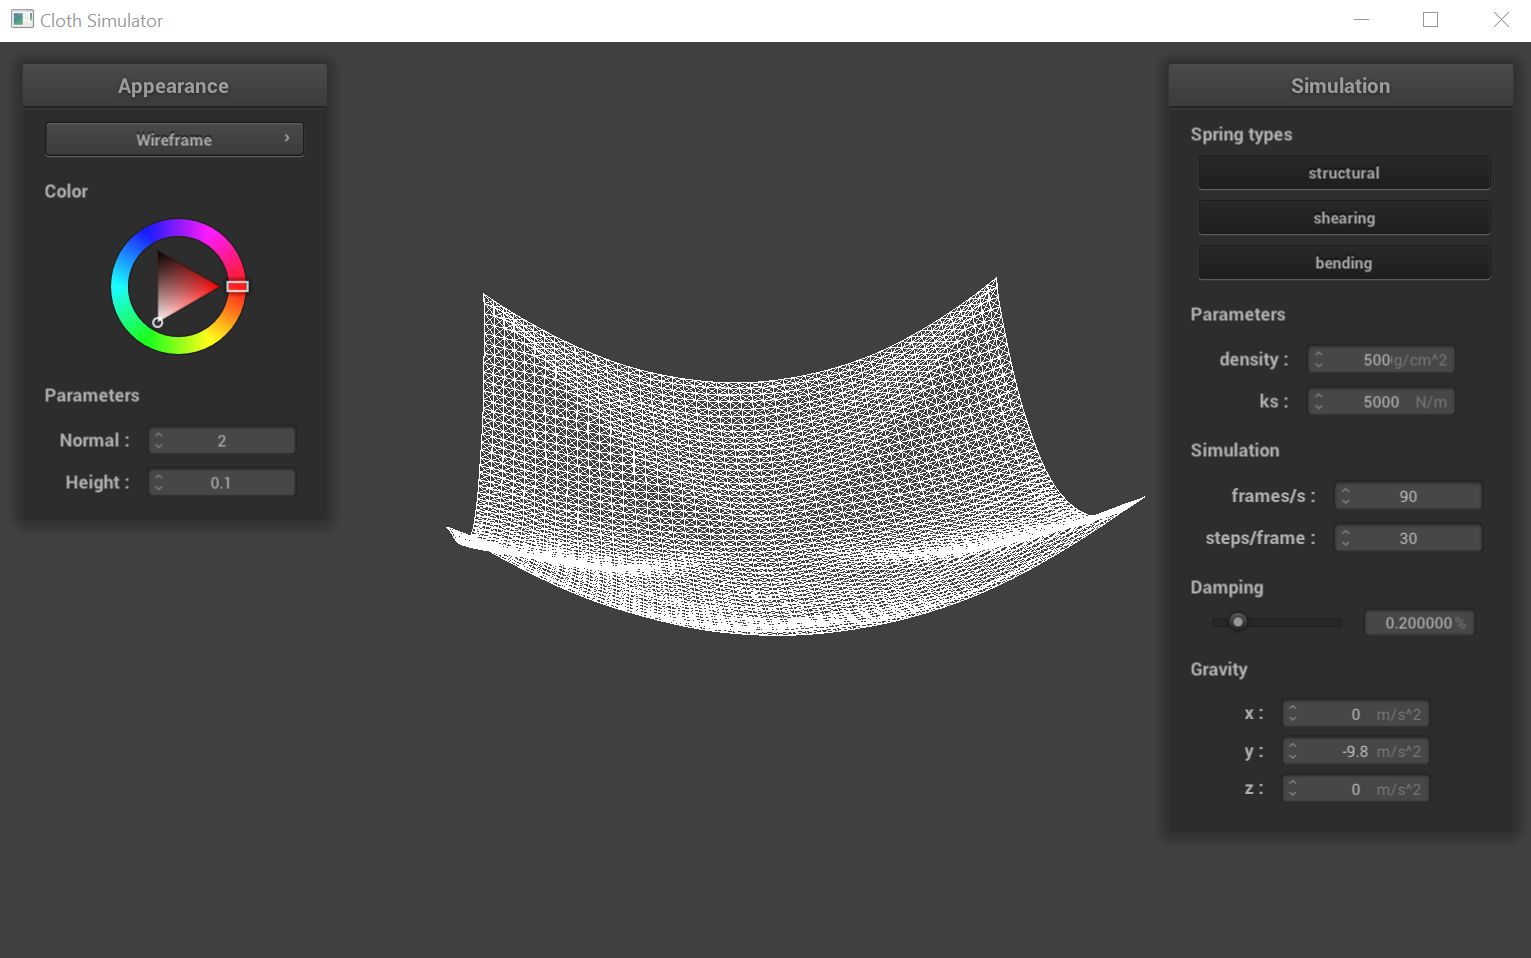 Cloth Simulator
Appearance
Wireframe
Color
Parameters
Normal : 2
Height : 0.1
Simulation
Spring types
structural
shearing
bending
Parameters
density : 500 g/cm^2
ks : 5000 N/m
Simulation
frames/s : 90
steps/frame : 30
Damping
0.200000 %
Gravity
x : 0 m/s^2
y : -9.8 m/s^2
z : 0 m/s^2